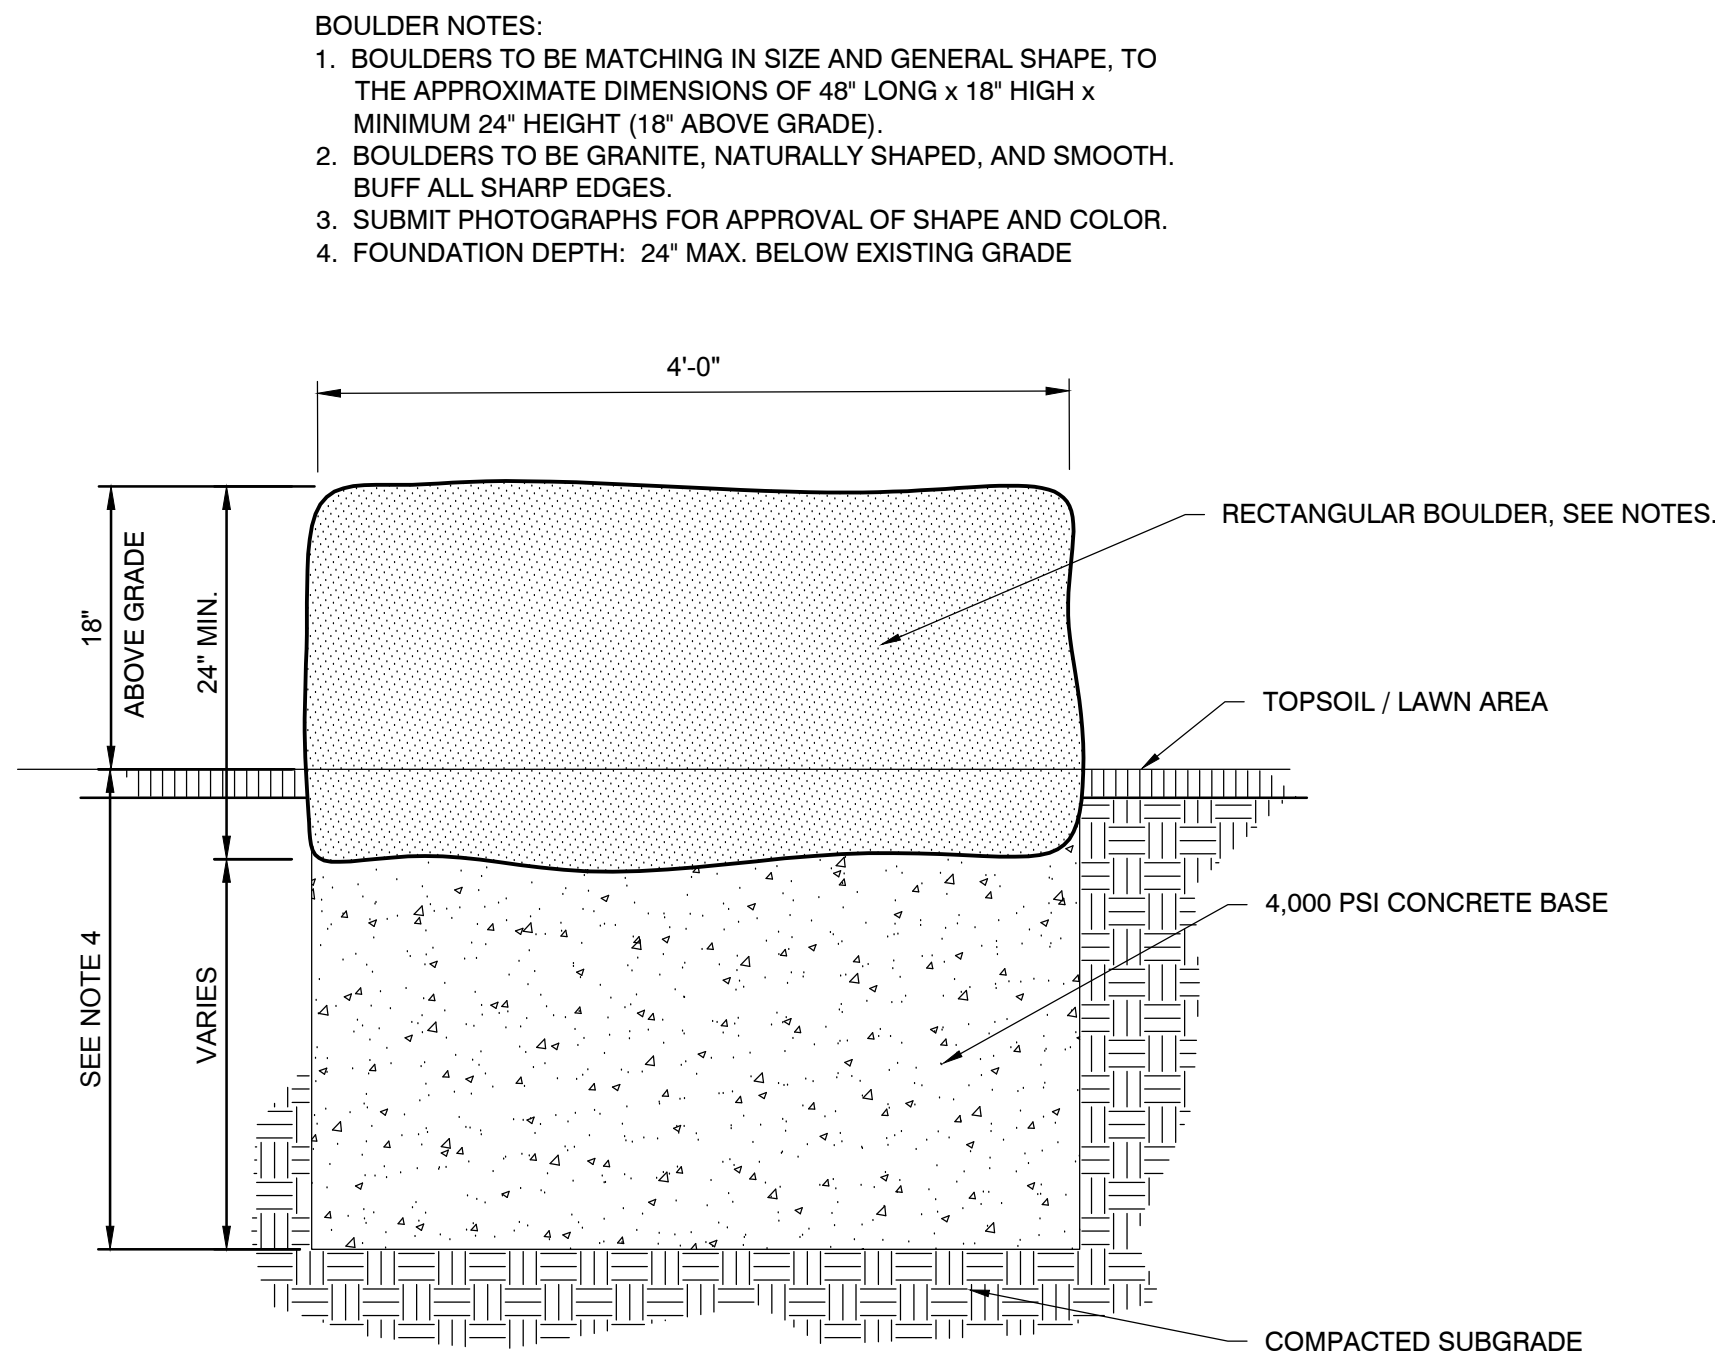 BOULDER NOTES:
1. BOULDERS TO BE MATCHING IN SIZE AND GENERAL SHAPE, TO
THE APPROXIMATE DIMENSIONS OF 48" LONG x 18" HIGH x
MINIMUM 24" HEIGHT (18" ABOVE GRADE).
2. BOULDERS TO BE GRANITE, NATURALLY SHAPED, AND SMOOTH.
BUFF ALL SHARP EDGES.
3. SUBMIT PHOTOGRAPHS FOR APPROVAL OF SHAPE AND COLOR.
4. FOUNDATION DEPTH: 24" MAX. BELOW EXISTING GRADE
4'-0"
18"
ABOVE GRADE
24" MIN.
RECTANGULAR BOULDER, SEE NOTES.
TOPSOIL / LAWN AREA
4,000 PSI CONCRETE BASE
SEE NOTE 4
VARIES
COMPACTED SUBGRADE